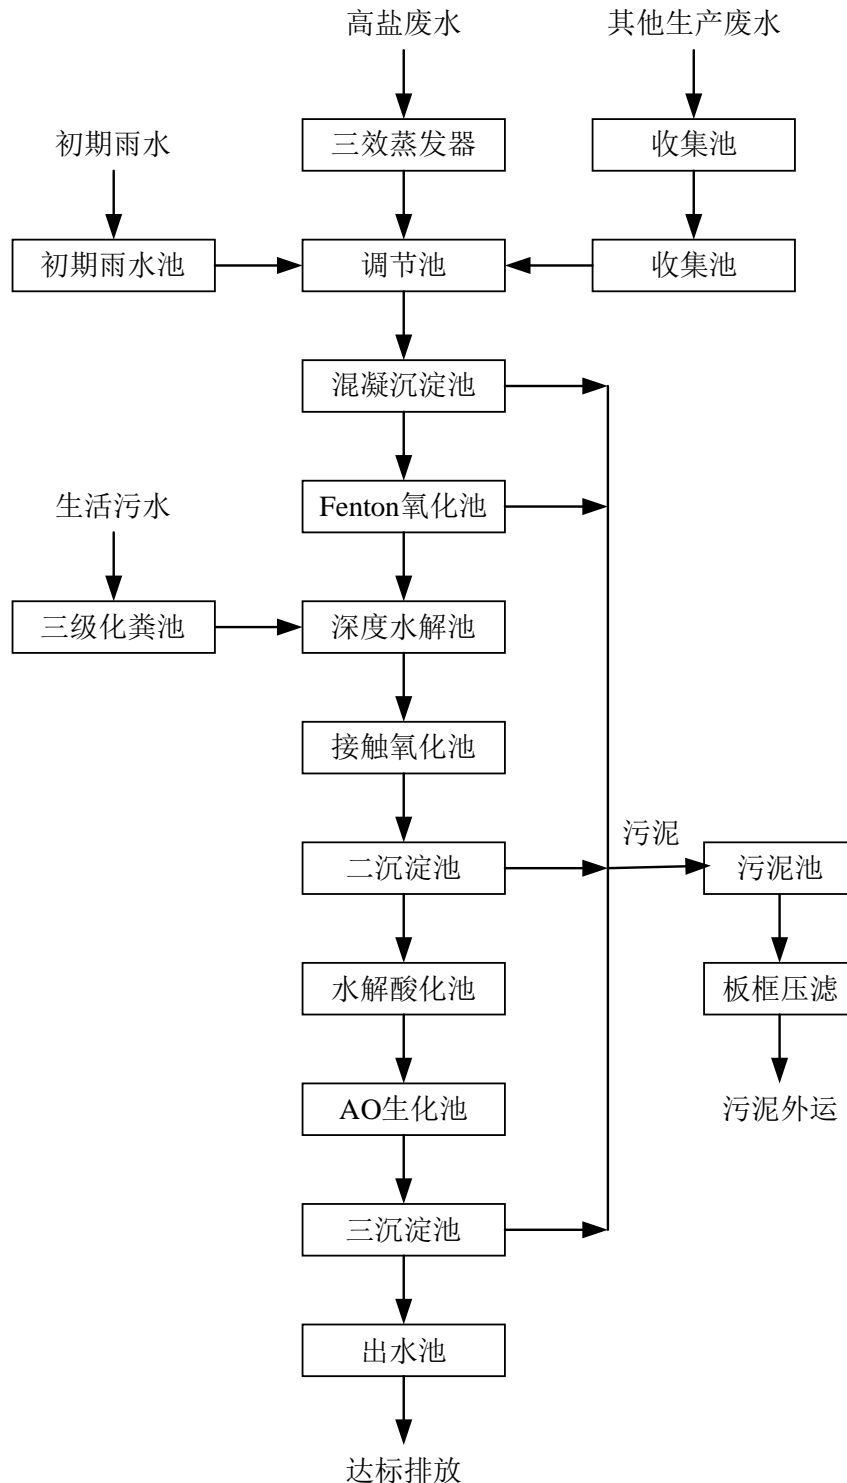 高盐废水
其他生产废水
初期雨水
三效蒸发器
收集池
初期雨水池
调节池
收集池
混凝沉淀池
生活污水
Fenton氧化池
三级化粪池
深度水解池
接触氧化池
污泥
二沉淀池
污泥池
水解酸化池
板框压滤
AO生化池
污泥外运
三沉淀池
出水池
达标排放